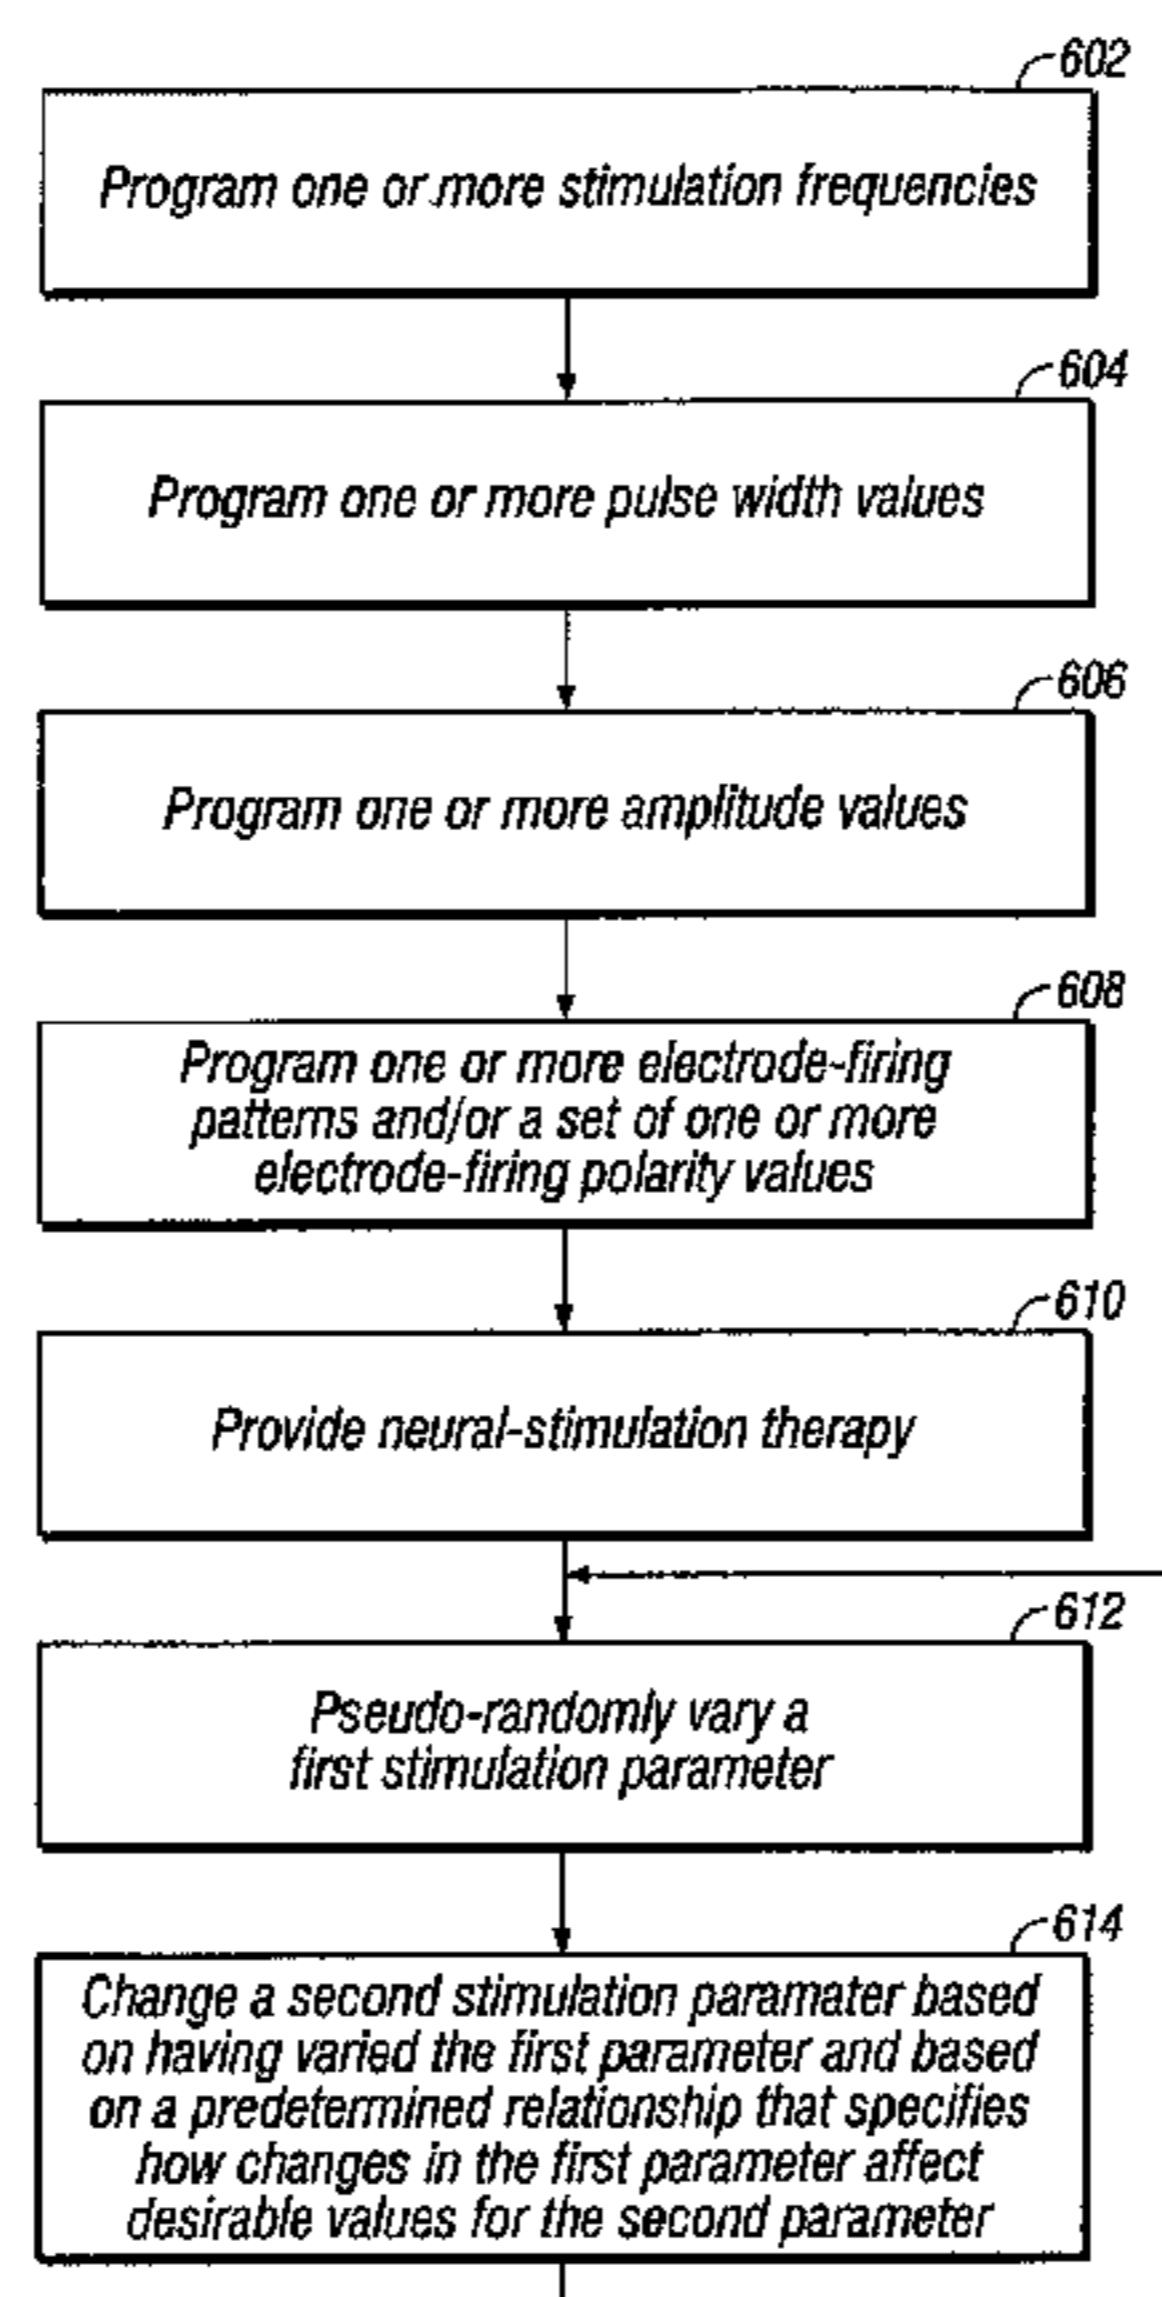 602
Program one or more stimulation frequencies
604
Program one or more pulse width values
606
Program one or more amplitude values
608
Program one or more electrode-firing
patterns and/or a set of one or more
electrode-firing polarity values
610
Provide neural-stimulation therapy
612
Pseudo-randomly vary a
first stimulation parameter
614
Change a second stimulation paramater based
on having varied the first parameter and based
on a predetermined relationship that specifies
how changes in the first parameter affect
desirable values for the second parameter